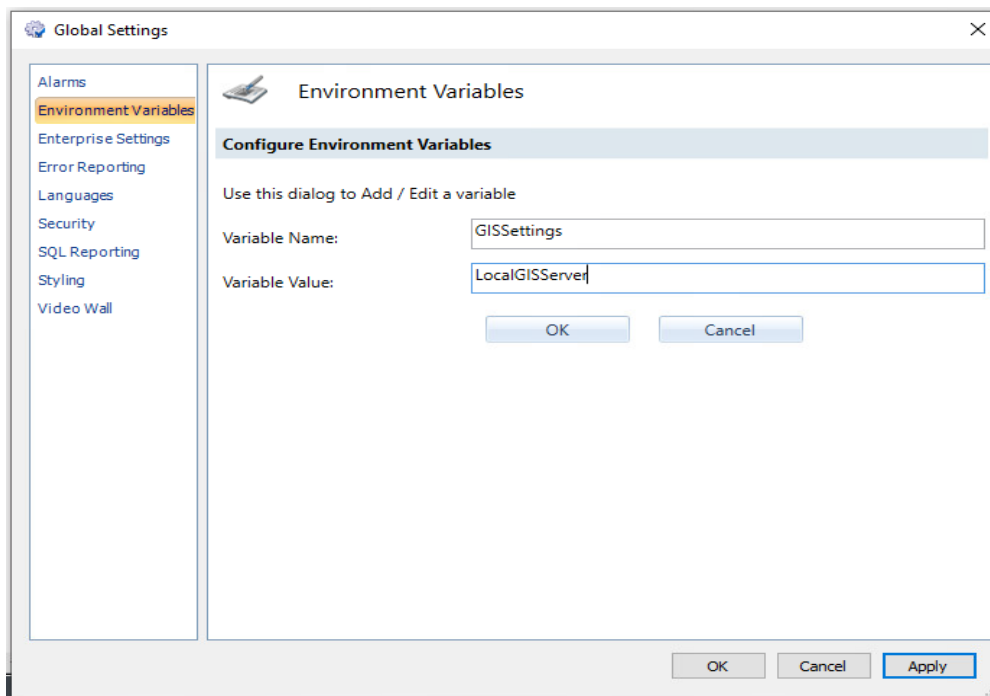 Global Settings
Alarms
Environment Variables
Enterprise Settings
Error Reporting
Languages
Security
SQL Reporting
Styling
Video Wall
Environment Variables
Configure Environment Variables
Use this dialog to Add / Edit a variable
Variable Name: GISSettings
Variable Value: LocalGISServer
OK Cancel
OK Cancel Apply